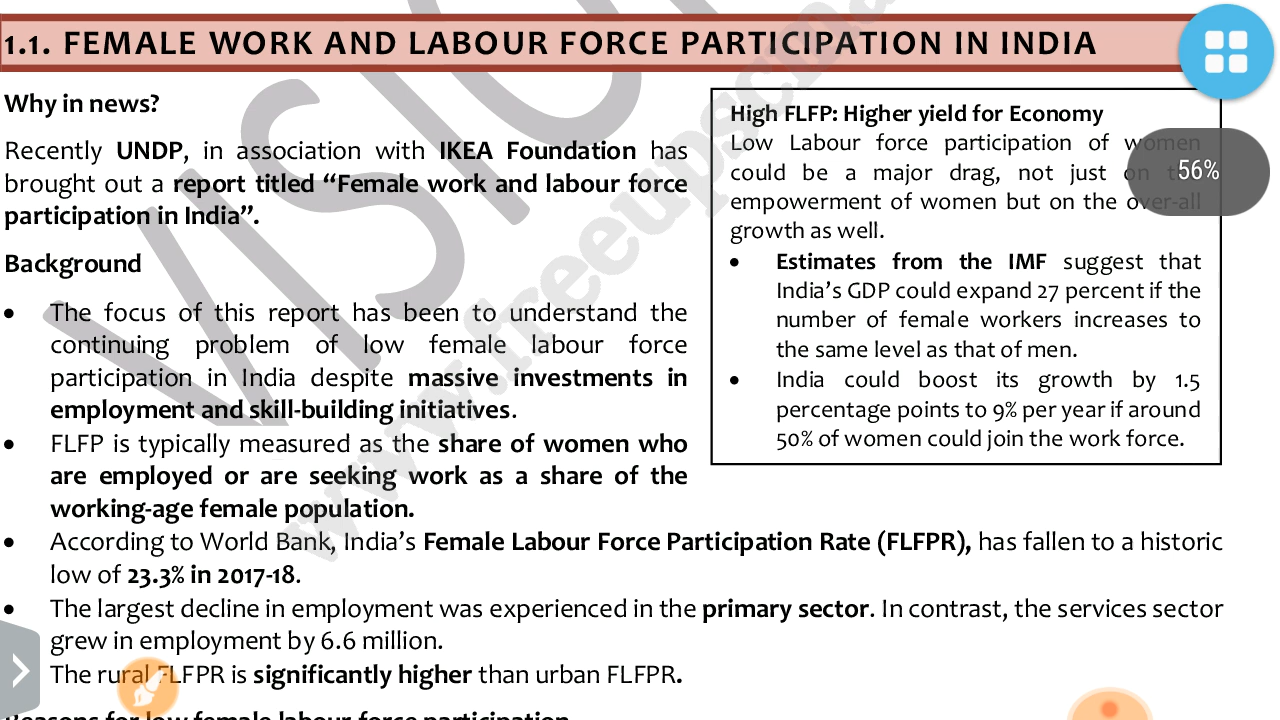 1.1. FEMALE WORK AND LABOUR FORCE PARTICIPATION IN INDIA
Why in news?
Recently UNDP, in association with IKEA Foundation has
brought out a report titled “Female work and labour force
participation in India”.
Background
• The focus of this report has been to understand the
continuing problem of low female labour force
participation in India despite massive investments in
employment and skill-building initiatives.
• FLFP is typically measured as the share of women who
are employed or are seeking work as a share of the
working-age female population.
High FLFP: Higher yield for Economy
Low Labour force participation of women
could be a major drag, not just on the
empowerment of women but on the over-all
growth as well.
• Estimates from the IMF suggest that
India’s GDP could expand 27 percent if the
number of female workers increases to
the same level as that of men.
• India could boost its growth by 1.5
percentage points to 9% per year if around
50% of women could join the work force.
56%
• According to World Bank, India’s Female Labour Force Participation Rate (FLFPR), has fallen to a historic
low of 23.3% in 2017-18.
• The largest decline in employment was experienced in the primary sector. In contrast, the services sector
grew in employment by 6.6 million.
The rural FLFPR is significantly higher than urban FLFPR.
Reasons for low female labour force participation
VISIO
www.freeupscm